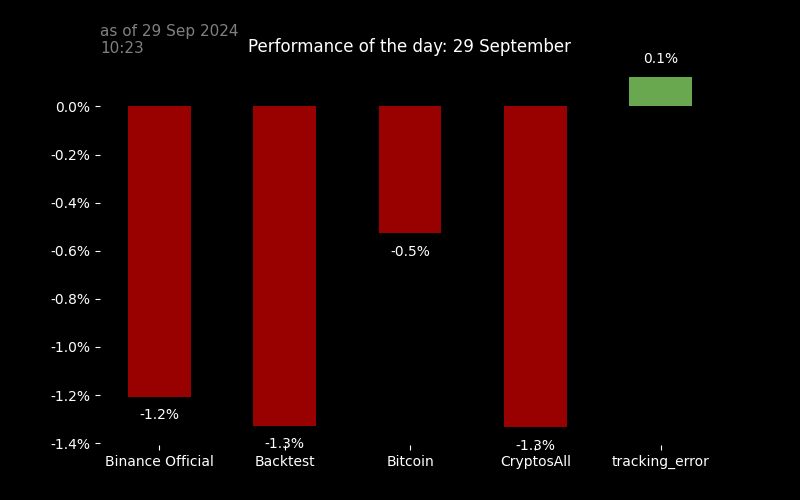 as of 29 Sep 2024
10:23
Performance of the day: 29 September
0.1%
0.0%
-0.2%
-0.4%
-0.6%
-0.5%
-0.8%
-1.0%
-1.2%
-1.2%
-1.4%
-1.3%
-1.3%
Binance Official
Backtest
Bitcoin
CryptosAll
tracking_error